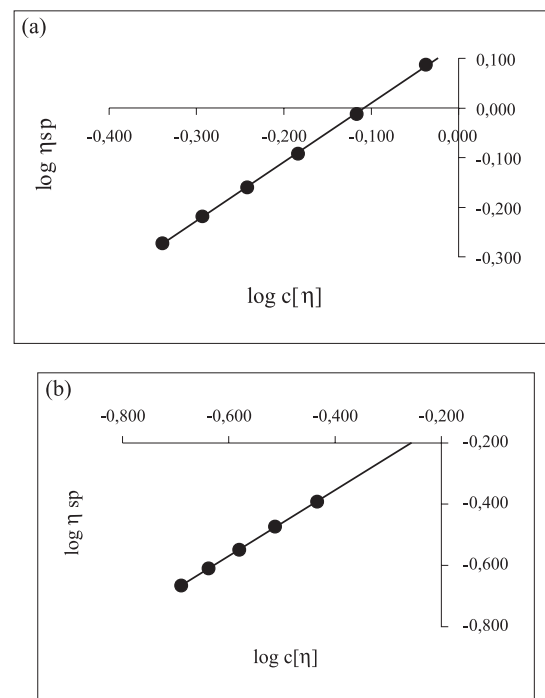 (a)
0,100
0,000
-0,400 -0,300 -0,200 -0,100 0,000
-0,100
-0,200
-0,300
log ηsp
log c[η]
(b)
-0,800 -0,600 -0,400 -0,200
-0,200
-0,400
-0,600
-0,800
log η sp
log c[η]